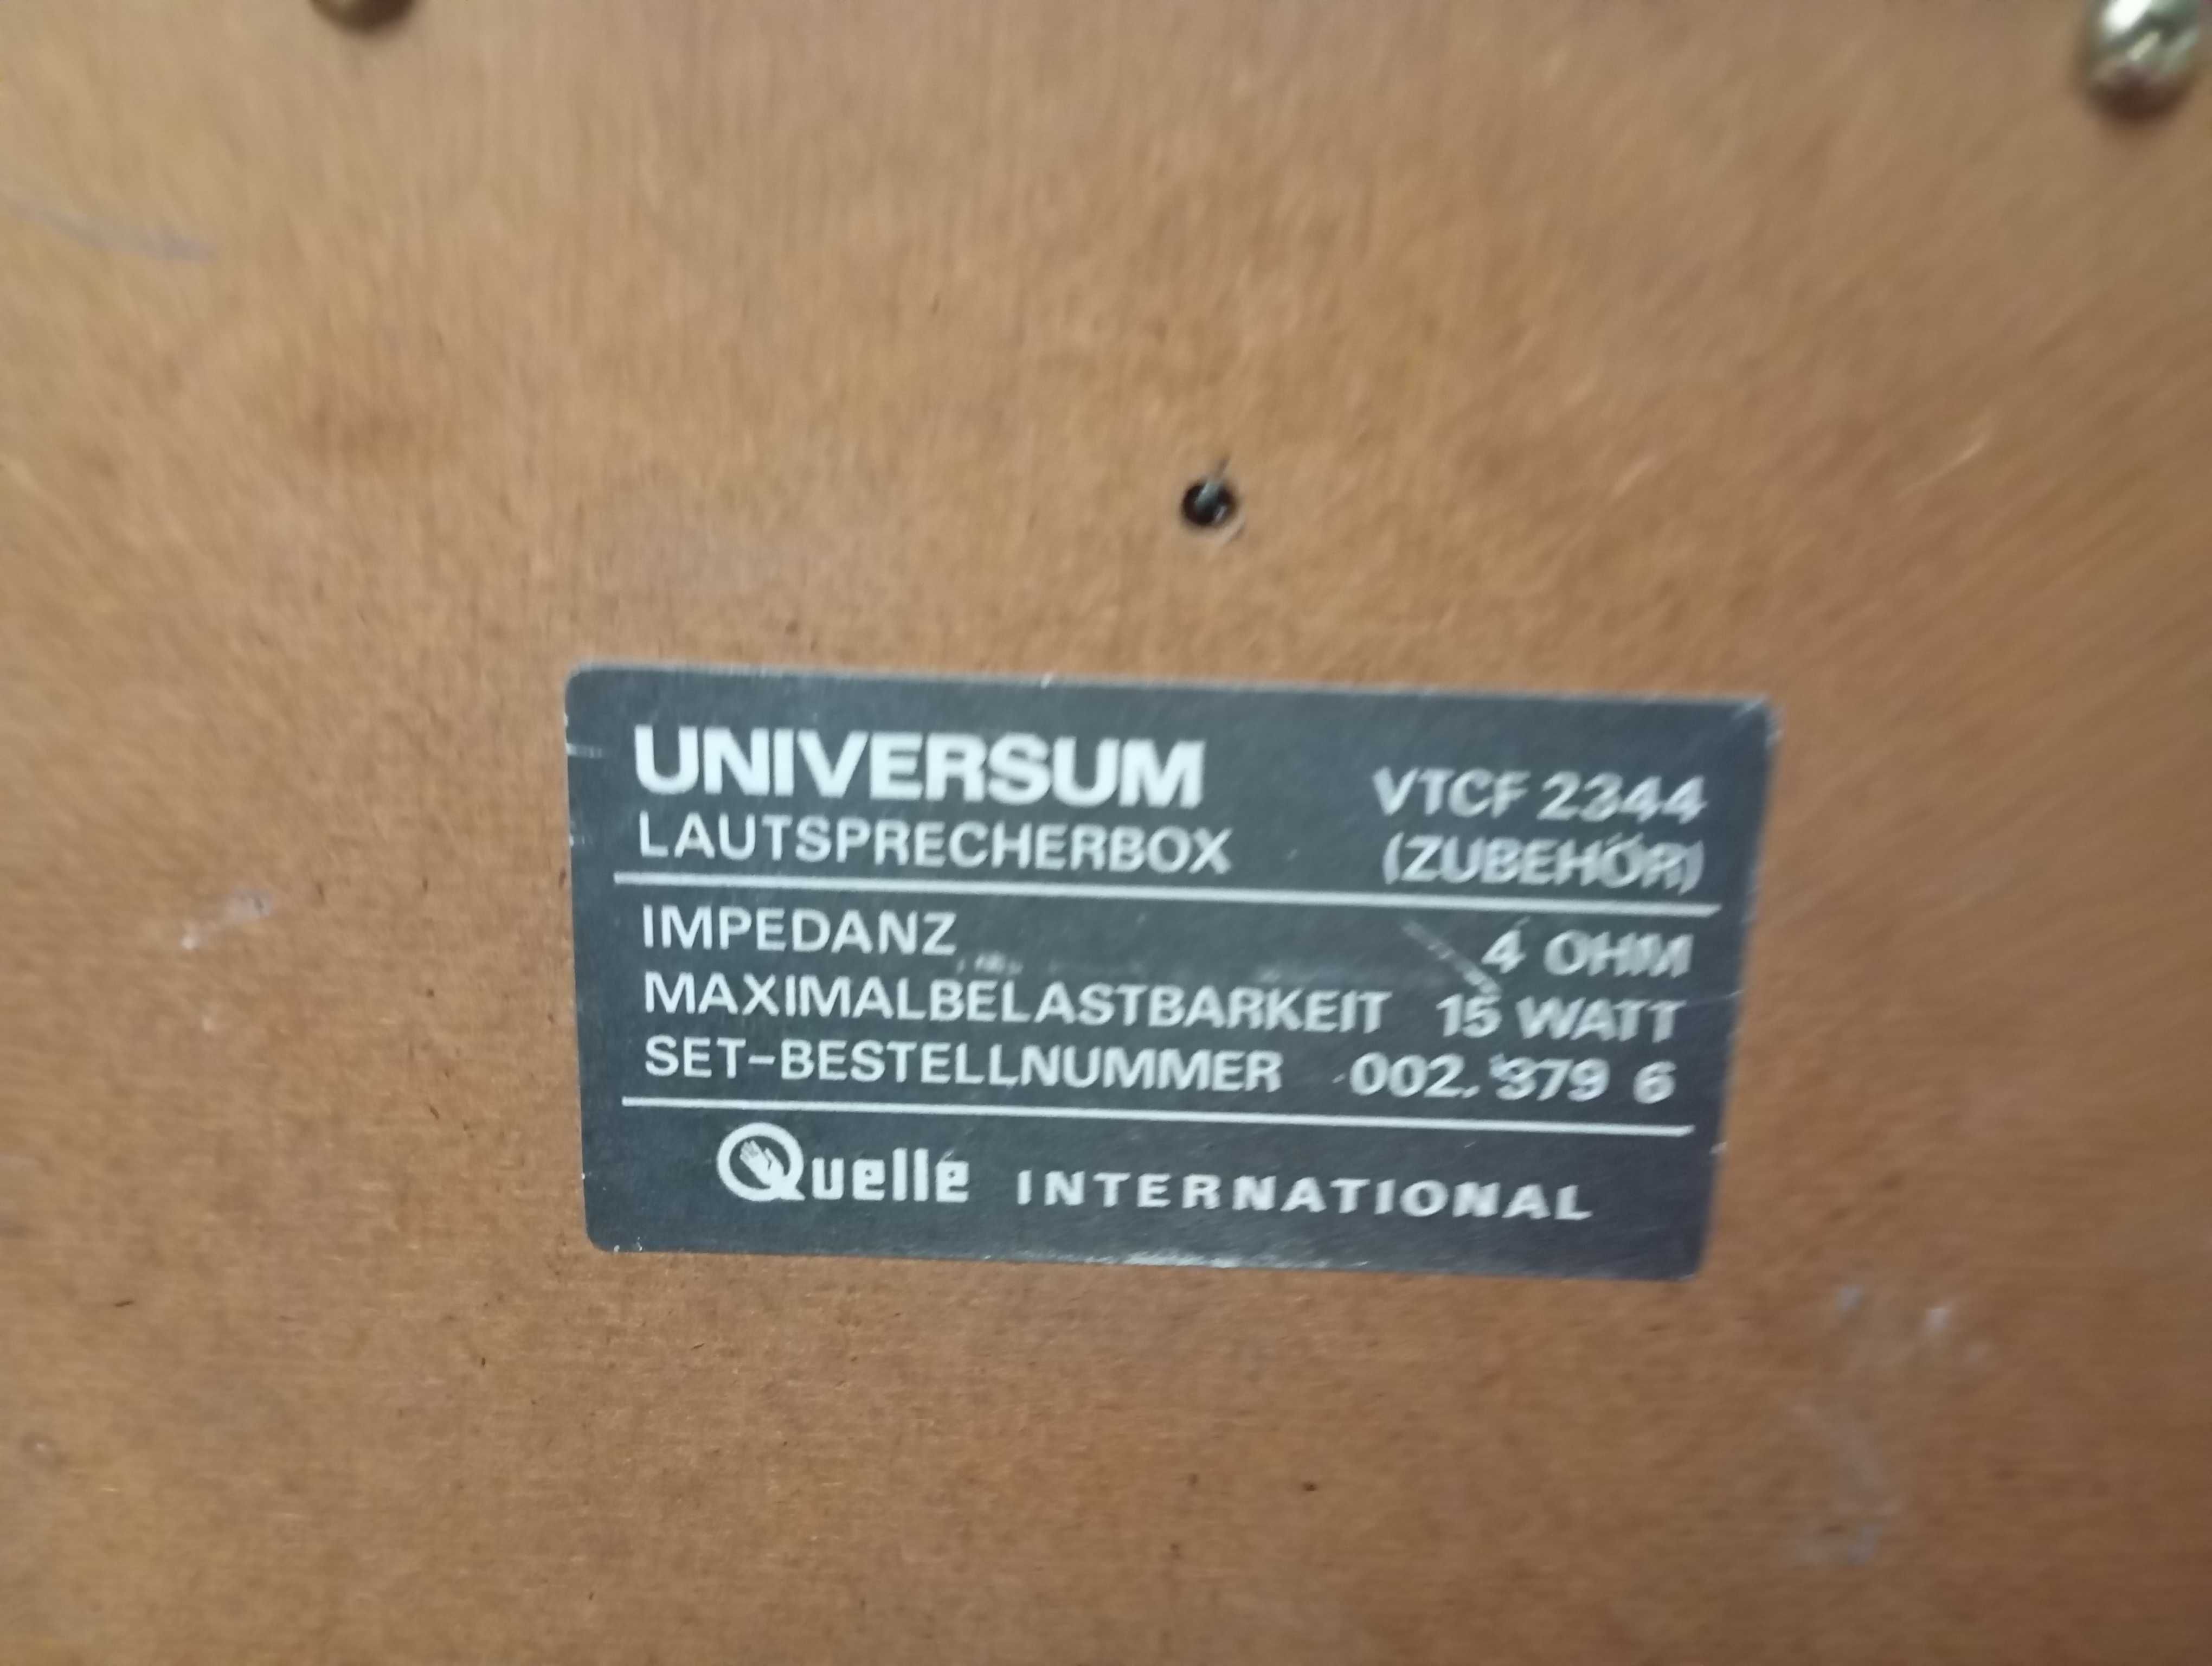 UNIVERSUM VTCF 2344
LAUTSPRECHERBOX (ZUBEHÖR)
IMPEDANZ 4 OHM
MAXIMALBELASTBARKEIT 15 WATT
SET-BESTELLNUMMER 002.379 6
Quelle INTERNATIONAL